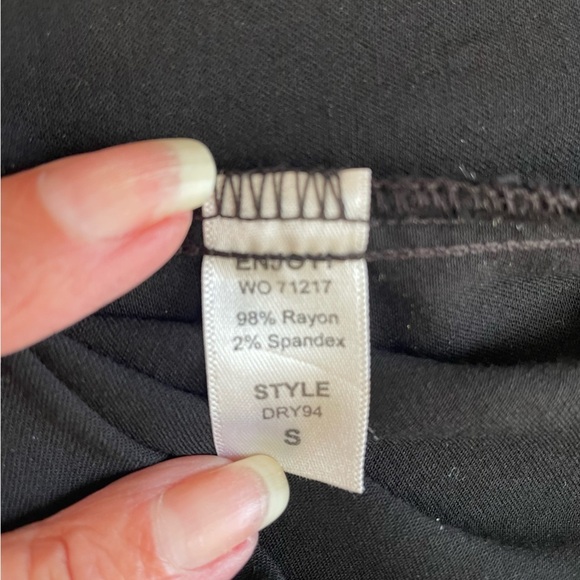 ENJOY!
WO 71217
98% Rayon
2% Spandex
STYLE
DRY94
S